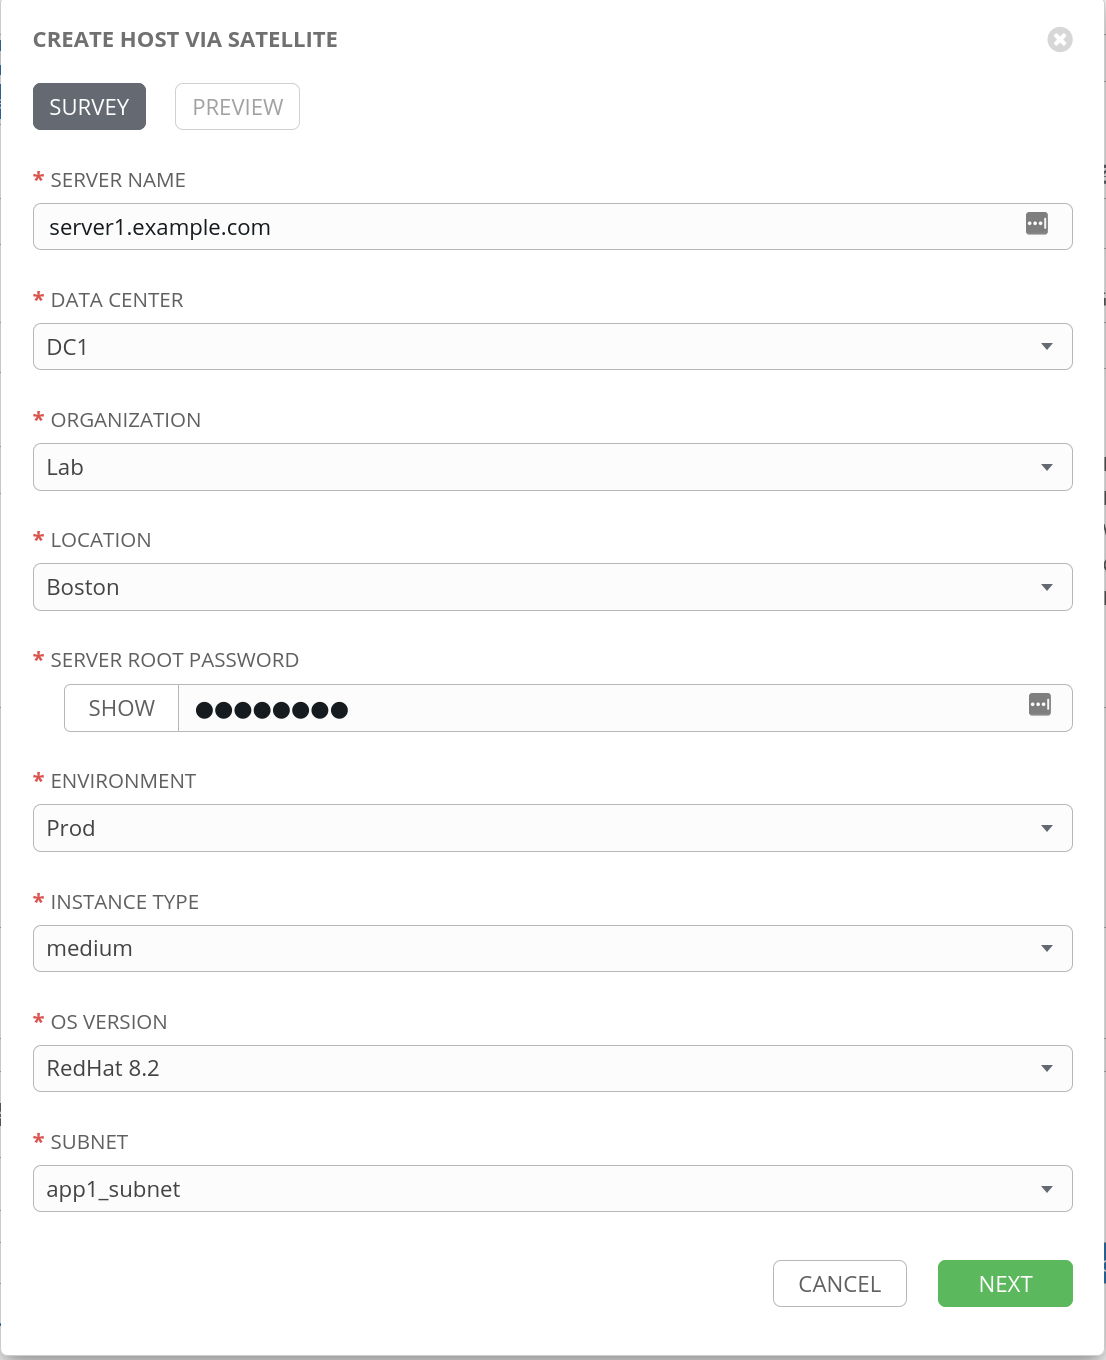 CREATE HOST VIA SATELLITE
SURVEY PREVIEW
* SERVER NAME
server1.example.com
* DATA CENTER
DC1
* ORGANIZATION
Lab
* LOCATION
Boston
* SERVER ROOT PASSWORD
SHOW ●●●●●●●●
* ENVIRONMENT
Prod
* INSTANCE TYPE
medium
* OS VERSION
RedHat 8.2
* SUBNET
app1_subnet
CANCEL NEXT